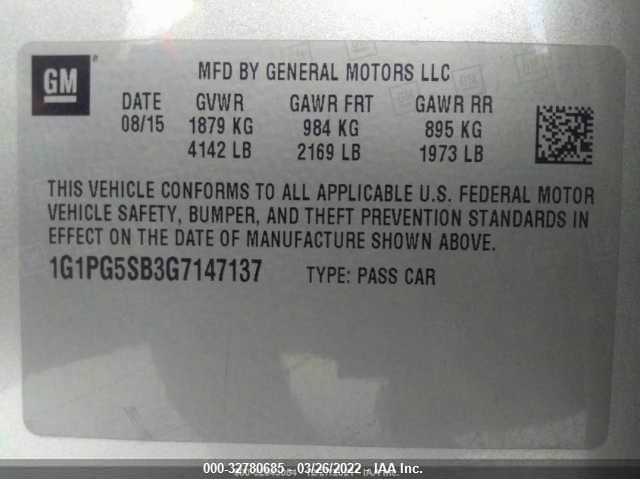 GM
MFD BY GENERAL MOTORS LLC
DATE GVWR GAWR FRT GAWR RR
08/15 1879 KG 984 KG 895 KG
4142 LB 2169 LB 1973 LB
THIS VEHICLE CONFORMS TO ALL APPLICABLE U.S. FEDERAL MOTOR
VEHICLE SAFETY, BUMPER, AND THEFT PREVENTION STANDARDS IN
EFFECT ON THE DATE OF MANUFACTURE SHOWN ABOVE.
1G1PG5SB3G7147137 TYPE: PASS CAR
000-32780685 - 03/26/2022 - IAA Inc.